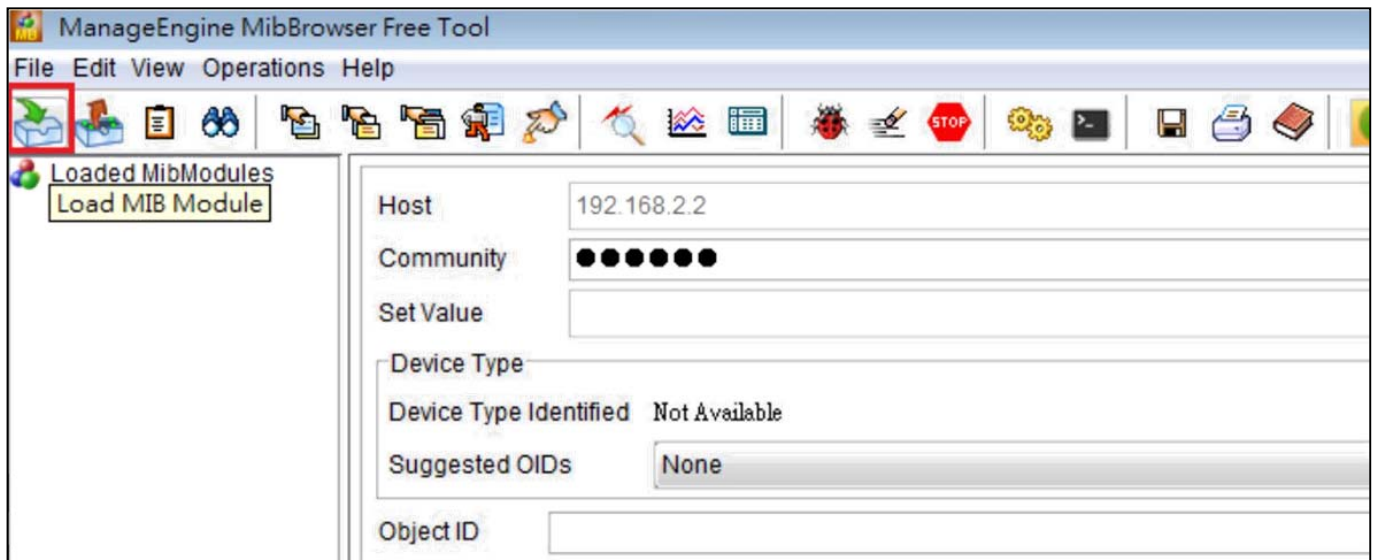 ManageEngine MibBrowser Free Tool
File Edit View Operations Help
STOP
Loaded MibModules
Load MIB Module
Host 192.168.2.2
Community ●●●●●●
Set Value
Device Type
Device Type Identified Not Available
Suggested OIDs None
Object ID